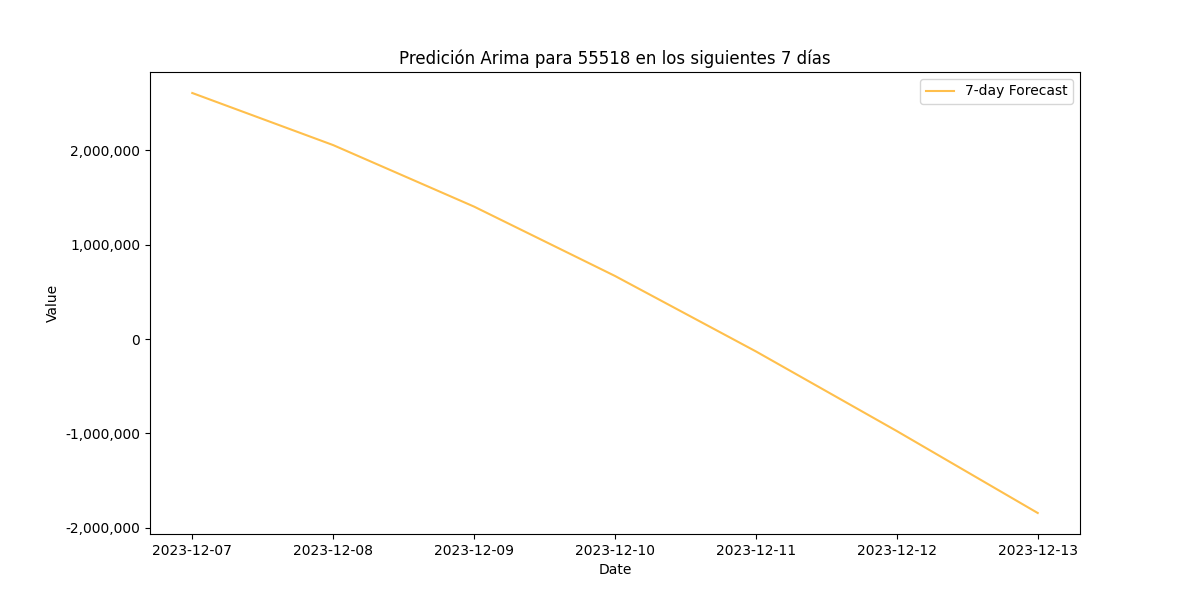 Predición Arima para 55518 en los siguientes 7 días
7-day Forecast
2,000,000
1,000,000
0
-1,000,000
-2,000,000
Value
2023-12-07 2023-12-08 2023-12-09 2023-12-10 2023-12-11 2023-12-12 2023-12-13
Date